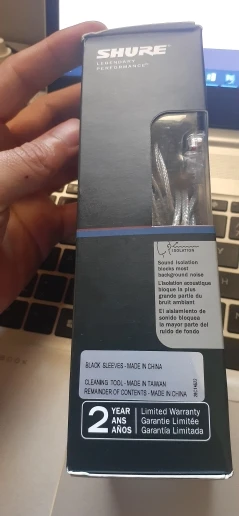 SHURE
LEGENDARY
PERFORMANCE™
ISOLATION
Sound Isolation
blocks most
background noise
L'isolation acoustique
bloque la plus
grande partie du
bruit ambiant
El aislamiento de
sonido bloquea
la mayor parte del
ruido de fondo
BLACK SLEEVES - MADE IN CHINA
CLEANING TOOL - MADE IN TAIWAN
REMAINDER OF CONTENTS - MADE IN CHINA
2 YEAR ANS AÑOS
Limited Warranty
Garantie Limitée
Garantía Limitada